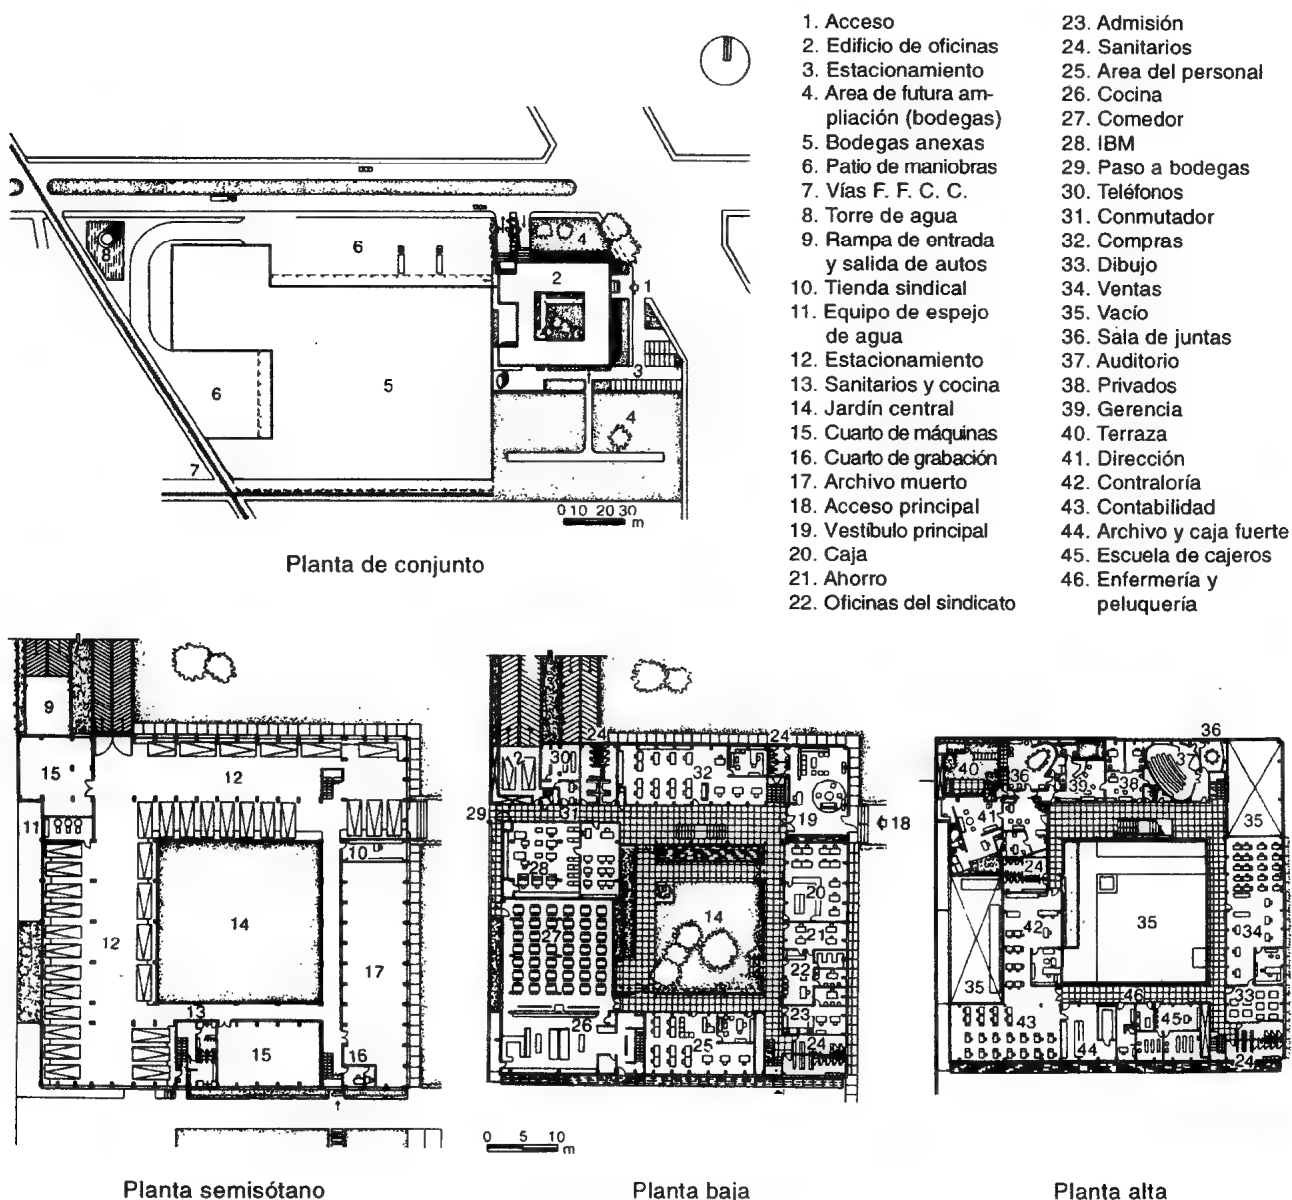 1. Acceso
2. Edificio de oficinas
3. Estacionamiento
4. Area de futura am-
pliación (bodegas)
5. Bodegas anexas
6. Patio de maniobras
7. Vías F. F. C. C.
8. Torre de agua
9. Rampa de entrada
y salida de autos
10. Tienda sindical
11. Equipo de espejo
de agua
12. Estacionamiento
13. Sanitarios y cocina
14. Jardín central
15. Cuarto de máquinas
16. Cuarto de grabación
17. Archivo muerto
18. Acceso principal
19. Vestíbulo principal
20. Caja
21. Ahorro
22. Oficinas del sindicato
23. Admisión
24. Sanitarios
25. Area del personal
26. Cocina
27. Comedor
28. IBM
29. Paso a bodegas
30. Teléfonos
31. Conmutador
32. Compras
33. Dibujo
34. Ventas
35. Vacío
36. Sala de juntas
37. Auditorio
38. Privados
39. Gerencia
40. Terraza
41. Dirección
42. Contraloría
43. Contabilidad
44. Archivo y caja fuerte
45. Escuela de cajeros
46. Enfermería y
peluquería
8
6
4
2
1
3
5
6
4
7
0 10 20 30
m
Planta de conjunto
9
15
12
11
10
14
12
17
13
15
16
Planta semisótano
24
24
2
30
32
29
31
19
18
28
20
14
27
21
22
23
26
25
24
0 5 10
m
Planta baja
36
40
36
39
38
37
41
35
24
42
35
34
35
46
33
43
45
44
24
Planta alta